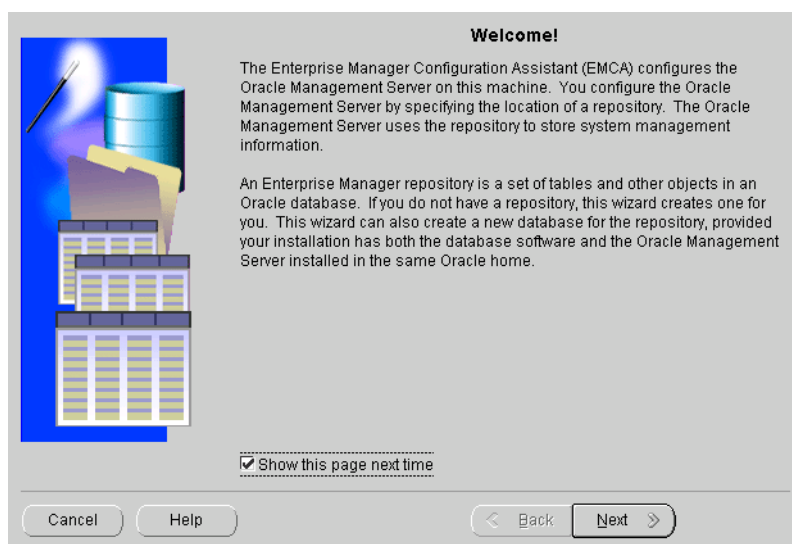 Welcome!
The Enterprise Manager Configuration Assistant (EMCA) configures the
Oracle Management Server on this machine. You configure the Oracle
Management Server by specifying the location of a repository. The Oracle
Management Server uses the repository to store system management
information.
An Enterprise Manager repository is a set of tables and other objects in an
Oracle database. If you do not have a repository, this wizard creates one for
you. This wizard can also create a new database for the repository, provided
your installation has both the database software and the Oracle Management
Server installed in the same Oracle home.
Show this page next time
Cancel
Help
Back
Next